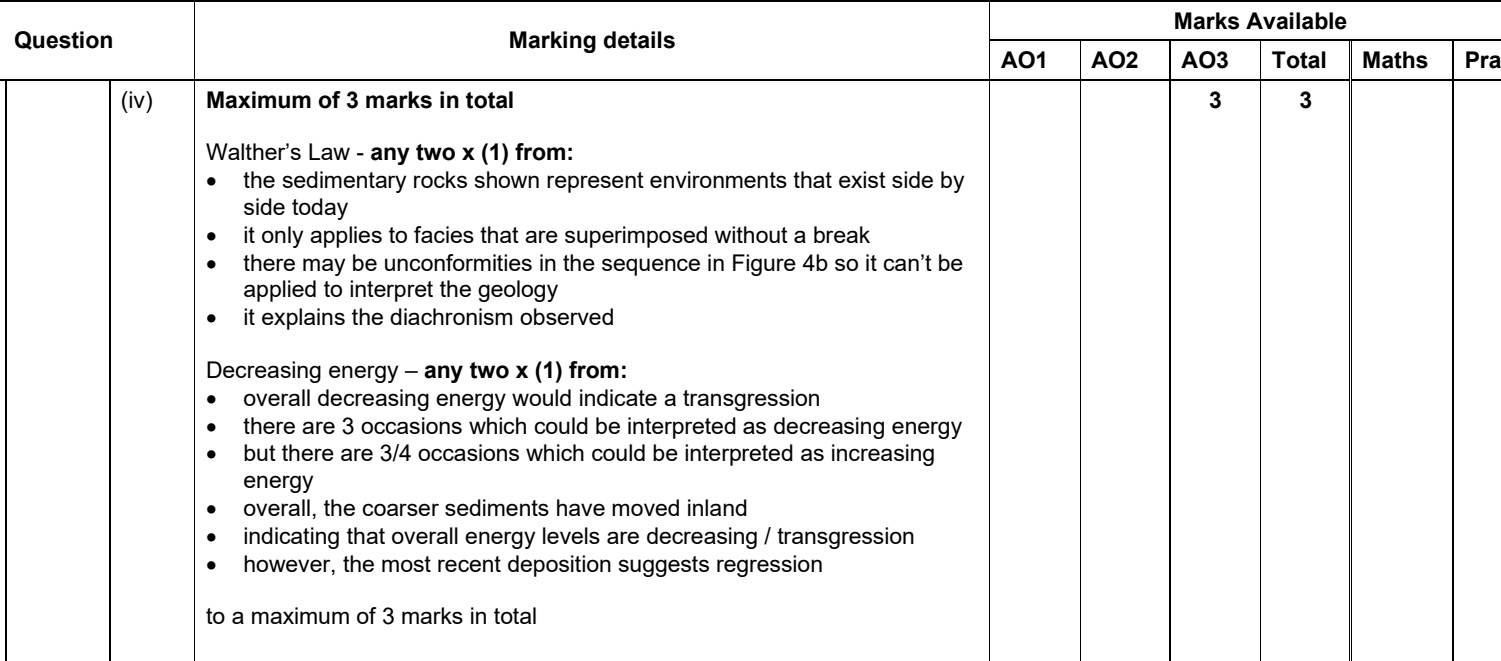 Question
Marking details
Marks Available
AO1 AO2 AO3 Total Maths Pra
(iv) Maximum of 3 marks in total 3 3
Walther's Law - any two x (1) from:
• the sedimentary rocks shown represent environments that exist side by
side today
• it only applies to facies that are superimposed without a break
• there may be unconformities in the sequence in Figure 4b so it can't be
applied to interpret the geology
• it explains the diachronism observed
Decreasing energy – any two x (1) from:
• overall decreasing energy would indicate a transgression
• there are 3 occasions which could be interpreted as decreasing energy
• but there are 3/4 occasions which could be interpreted as increasing
energy
• overall, the coarser sediments have moved inland
• indicating that overall energy levels are decreasing / transgression
• however, the most recent deposition suggests regression
to a maximum of 3 marks in total